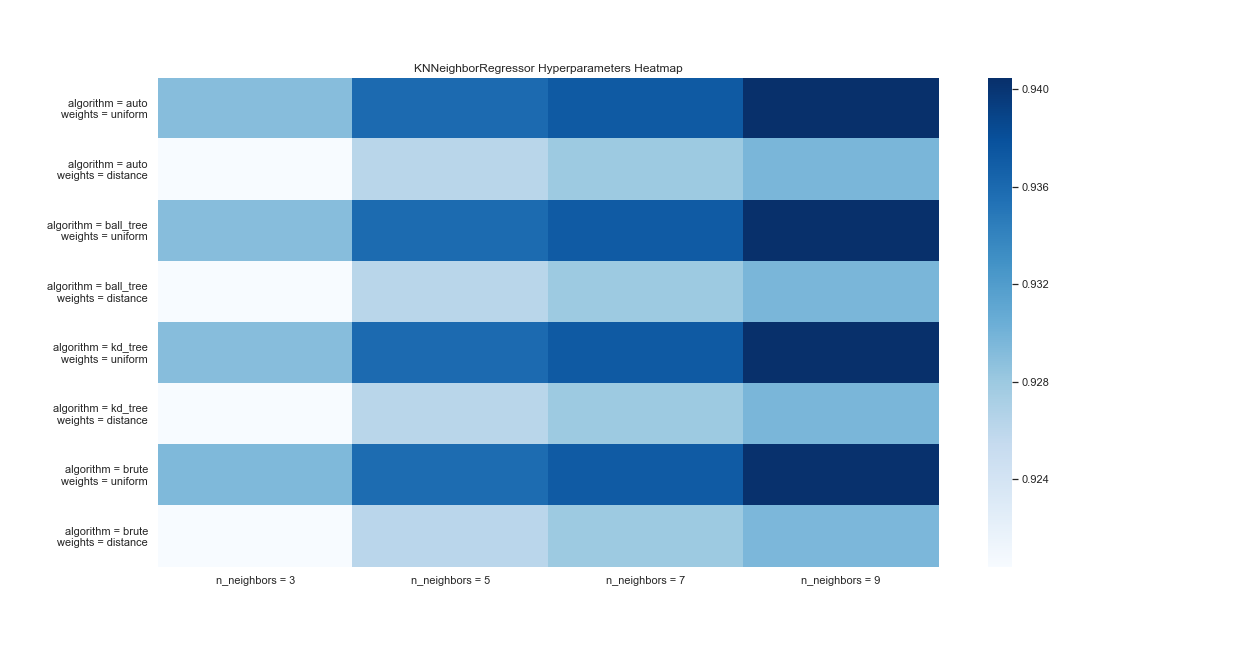 KNNeighborRegressor Hyperparameters Heatmap
algorithm = auto
weights = uniform
algorithm = auto
weights = distance
algorithm = ball_tree
weights = uniform
algorithm = ball_tree
weights = distance
algorithm = kd_tree
weights = uniform
algorithm = kd_tree
weights = distance
algorithm = brute
weights = uniform
algorithm = brute
weights = distance
n_neighbors = 3
n_neighbors = 5
n_neighbors = 7
n_neighbors = 9
0.940
0.936
0.932
0.928
0.924